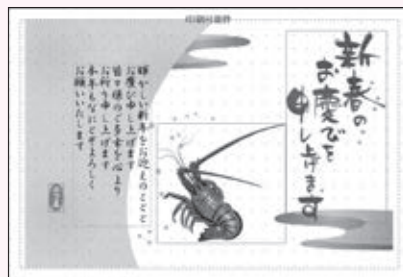 印刷可能枠
新春の
お慶びを
申し上げます
輝かしい新年をお迎えのことと
お慶び申し上げます
皆々様のご多幸を心より
お祈り申し上げます
本年もなにとぞよろしく
お願いいたします